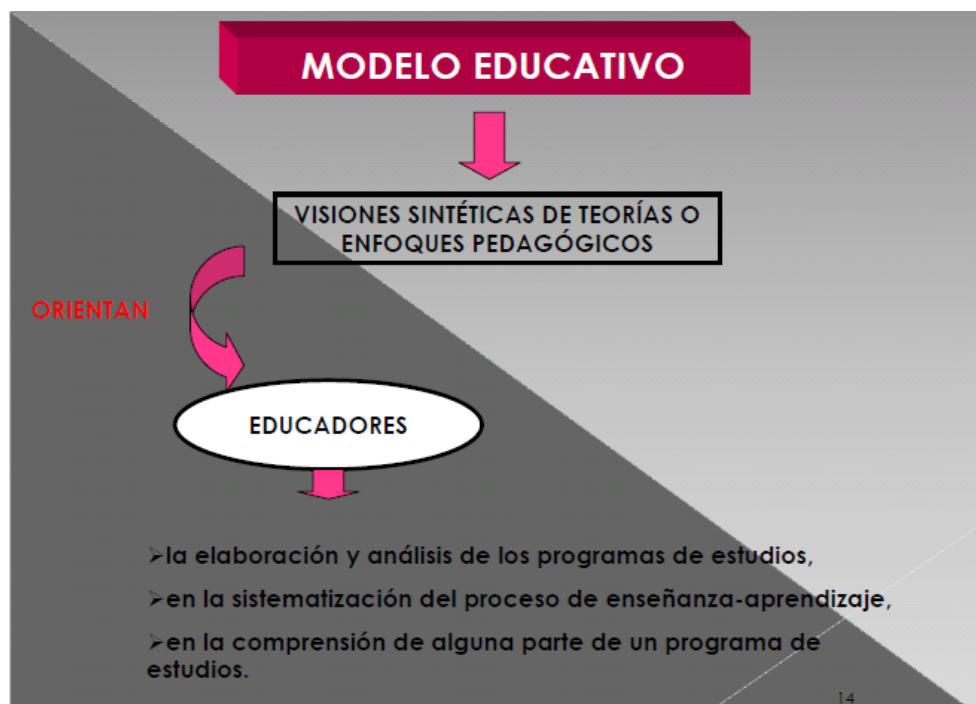 MODELO EDUCATIVO
VISIONES SINTÉTICAS DE TEORÍAS O
ENFOQUES PEDAGÓGICOS
ORIENTAN
EDUCADORES
➢la elaboración y análisis de los programas de estudios,
➢en la sistematización del proceso de enseñanza-aprendizaje,
➢en la comprensión de alguna parte de un programa de
estudios.
14